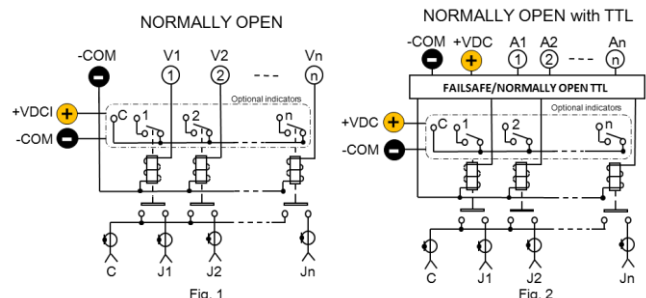 NORMALLY OPEN
-COM V1 V2 Vn
1 2 n
+VDCI
-COM
Optional indicators
C 1 2 n
C J1 J2 Jn
Fig. 1
NORMALLY OPEN with TTL
-COM +VDC A1 A2 An
1 2 n
FAILSAFE/NORMALLY OPEN TTL
Optional indicators
+VDC
-COM
C 1 2 n
C J1 J2 Jn
Fig. 2